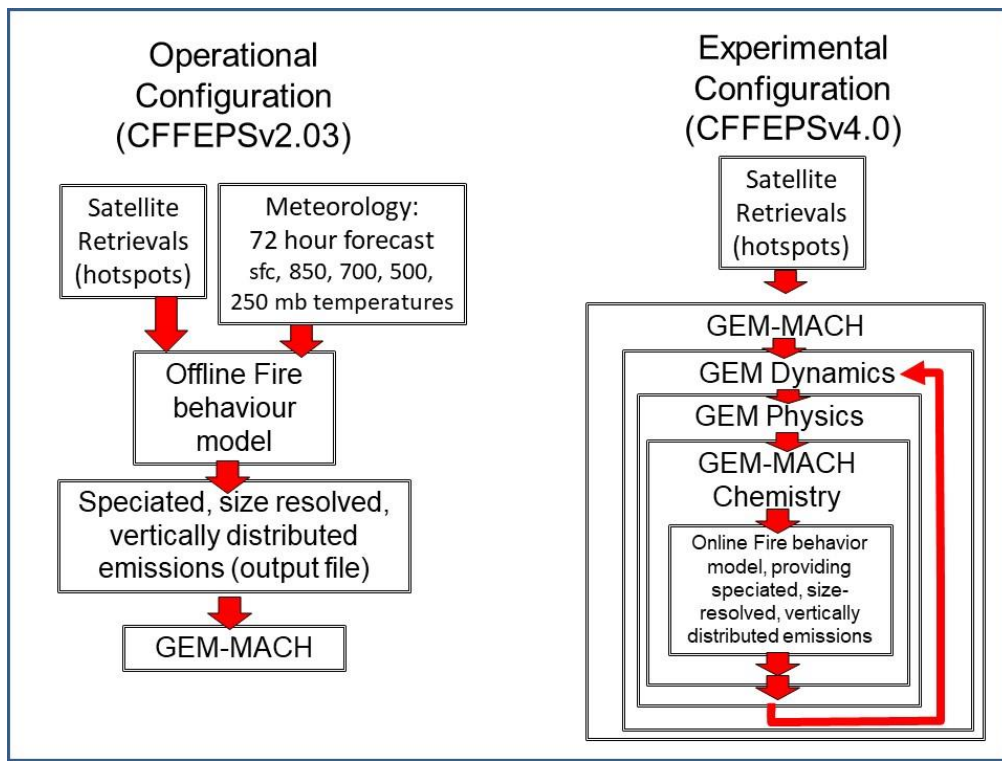 Operational
Configuration
(CFFEPSv2.03)
Satellite
Retrievals
(hotspots)
Meteorology:
72 hour forecast
sfc, 850, 700, 500,
250 mb temperatures
Offline Fire
behaviour
model
Speciated, size resolved,
vertically distributed
emissions (output file)
GEM-MACH
Experimental
Configuration
(CFFEPSv4.0)
Satellite
Retrievals
(hotspots)
GEM-MACH
GEM Dynamics
GEM Physics
GEM-MACH
Chemistry
Online Fire behavior
model, providing
speciated, size-
resolved, vertically
distributed emissions